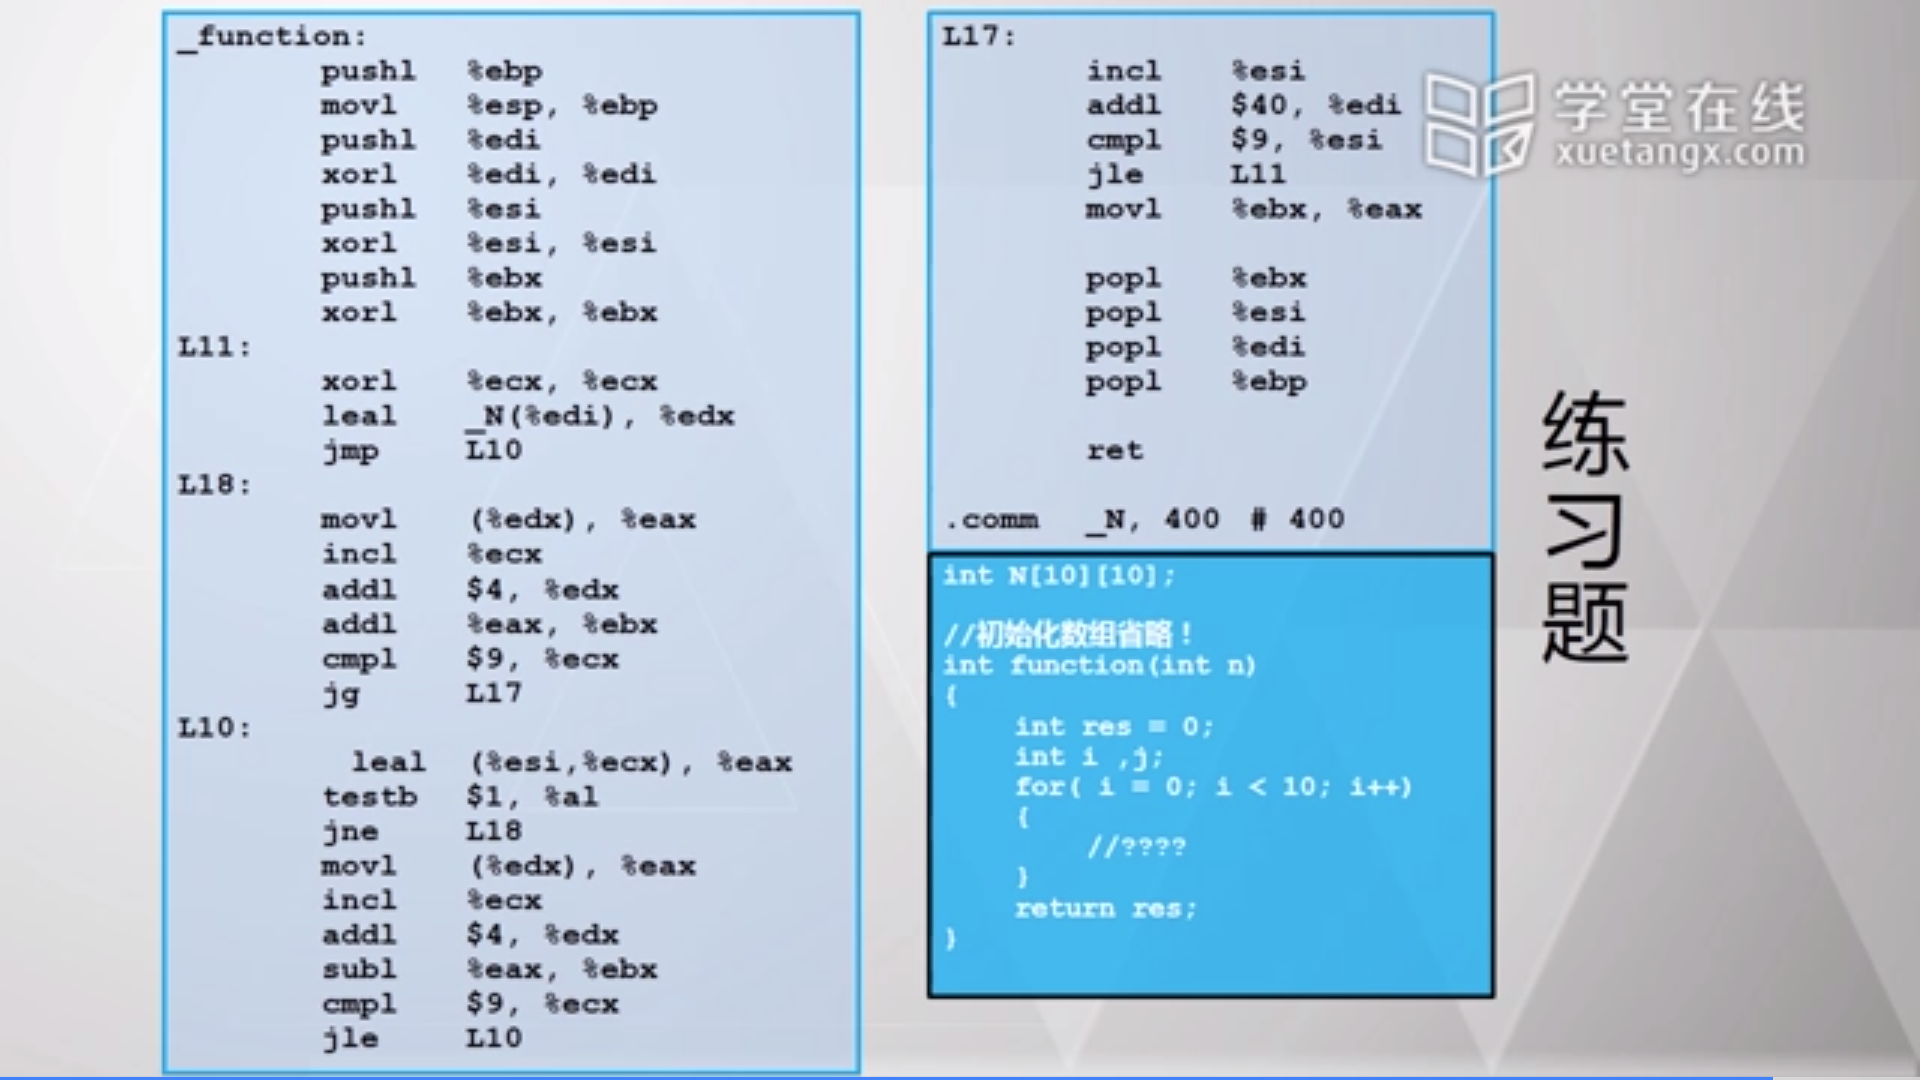 _function:
pushl %ebp
movl %esp, %ebp
pushl %edi
xorl %edi, %edi
pushl %esi
xorl %esi, %esi
pushl %ebx
xorl %ebx, %ebx
L11:
xorl %ecx, %ecx
leal _N(%edi), %edx
jmp L10
L18:
movl (%edx), %eax
incl %ecx
addl $4, %edx
addl %eax, %ebx
cmpl $9, %ecx
jg L17
L10:
leal (%esi,%ecx), %eax
testb $1, %al
jne L18
movl (%edx), %eax
incl %ecx
addl $4, %edx
subl %eax, %ebx
cmpl $9, %ecx
jle L10
L17:
incl %esi
addl $40, %edi
cmpl $9, %esi
jle L11
movl %ebx, %eax
popl %ebx
popl %esi
popl %edi
popl %ebp
ret
.comm _N, 400 # 400
int N[10][10];
//初始化数组省略！
int function(int n)
{
int res = 0;
int i ,j;
for( i = 0; i < 10; i++)
{
//????
}
return res;
}
学堂在线
xuetangx.com
练习题